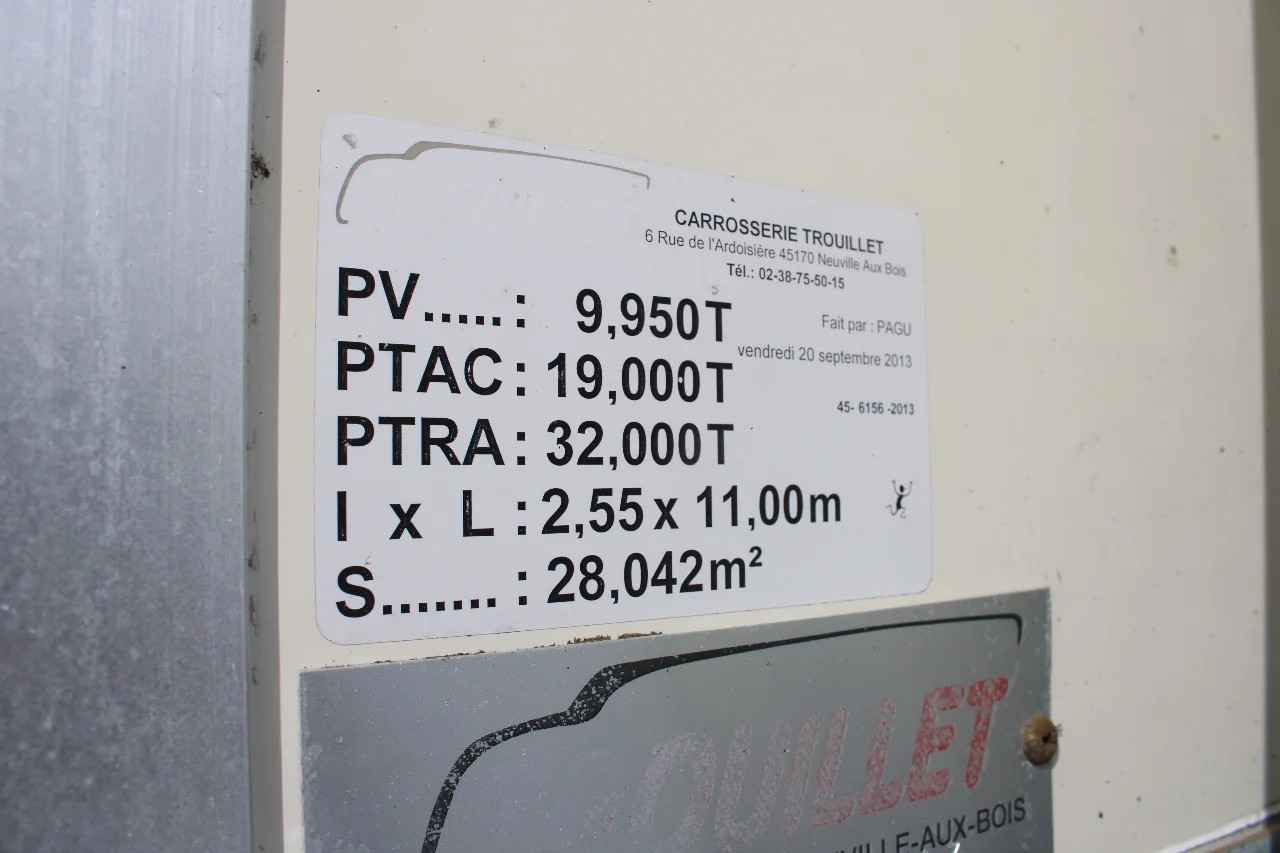 CARROSSERIE TROUILLET
6 Rue de l'Ardoisière 45170 Neuville Aux Bois
Tél.: 02-38-75-50-15
PV.....: 9,950T
Fait par : PAGU
vendredi 20 septembre 2013
PTAC: 19,000T
45- 6156 -2013
PTRA: 32,000T
l x L: 2,55 x 11,00m
S.......: 28,042m²
OUILLET
VILLE-AUX-BOIS